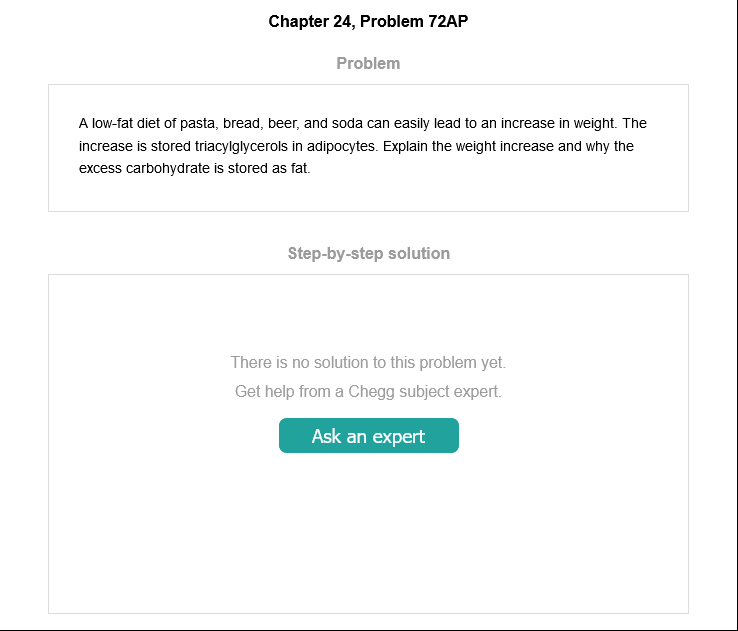 Chapter 24, Problem 72AP
Problem
A low-fat diet of pasta, bread, beer, and soda can easily lead to an increase in weight. The
increase is stored triacylglycerols in adipocytes. Explain the weight increase and why the
excess carbohydrate is stored as fat.
Step-by-step solution
There is no solution to this problem yet.
Get help from a Chegg subject expert.
Ask an expert